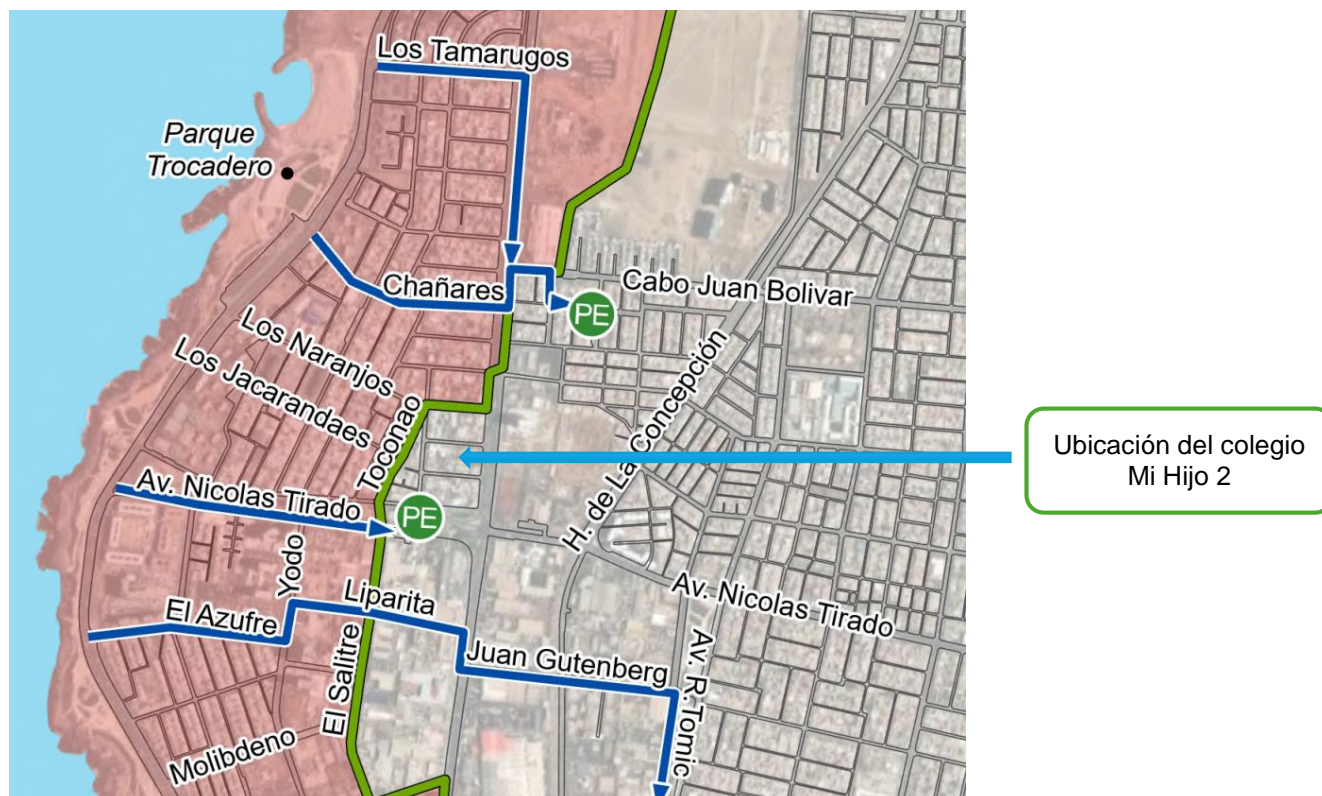 Los Tamarugos
Parque
Trocadero
Chañares
Cabo Juan Bolivar
PE
Los Naranjos
Los Jacarandaes
Toconao
H. de La Concepción
Ubicación del colegio
Mi Hijo 2
Av. Nicolas Tirado
PE
Yodo
Av. Nicolas Tirado
El Azufre
Liparita
El Salitre
Juan Gutenberg
Av. R.Tomic
Molibdeno